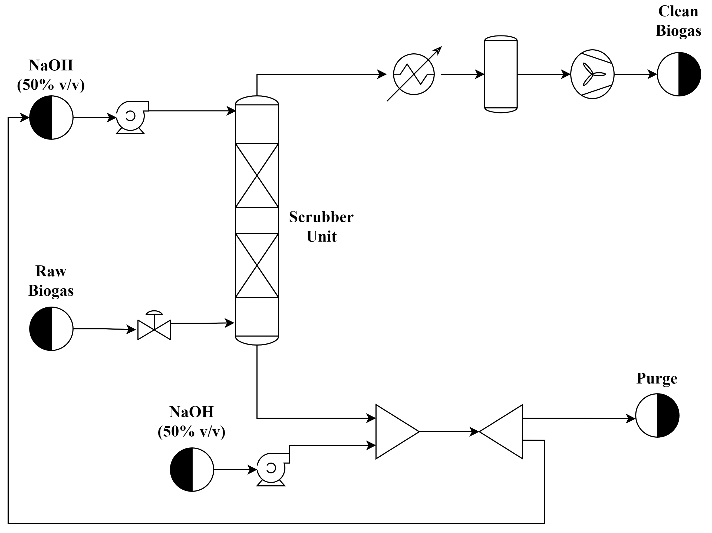 Clean
Biogas
NaOH
(50% v/v)
Scrubber
Unit
Raw
Biogas
Purge
NaOH
(50% v/v)